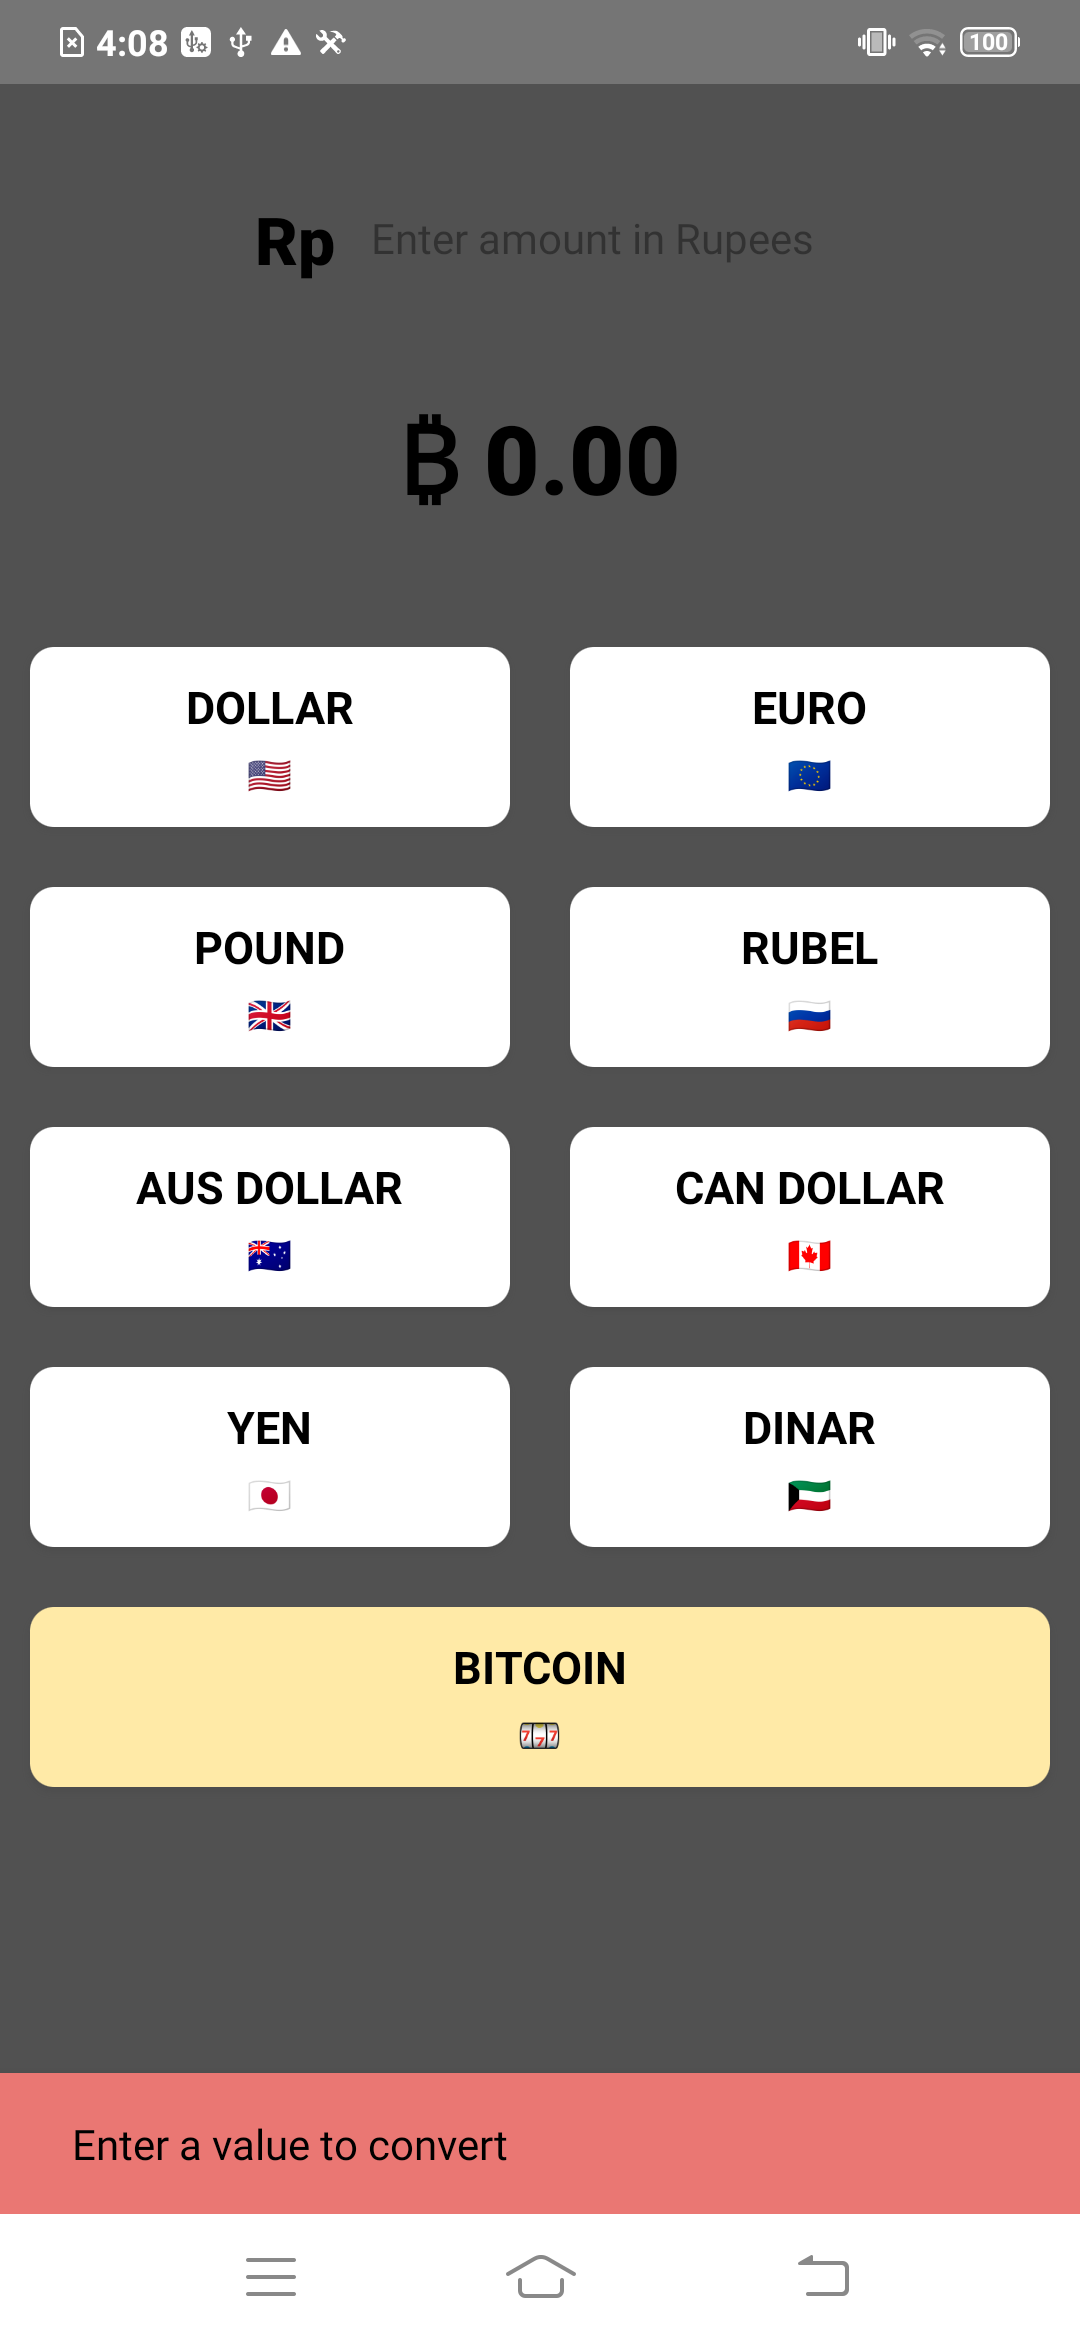 4:08 100
Rp Enter amount in Rupees
₿ 0.00
DOLLAR
EURO
POUND
RUBEL
AUS DOLLAR
CAN DOLLAR
YEN
DINAR
BITCOIN
777
Enter a value to convert